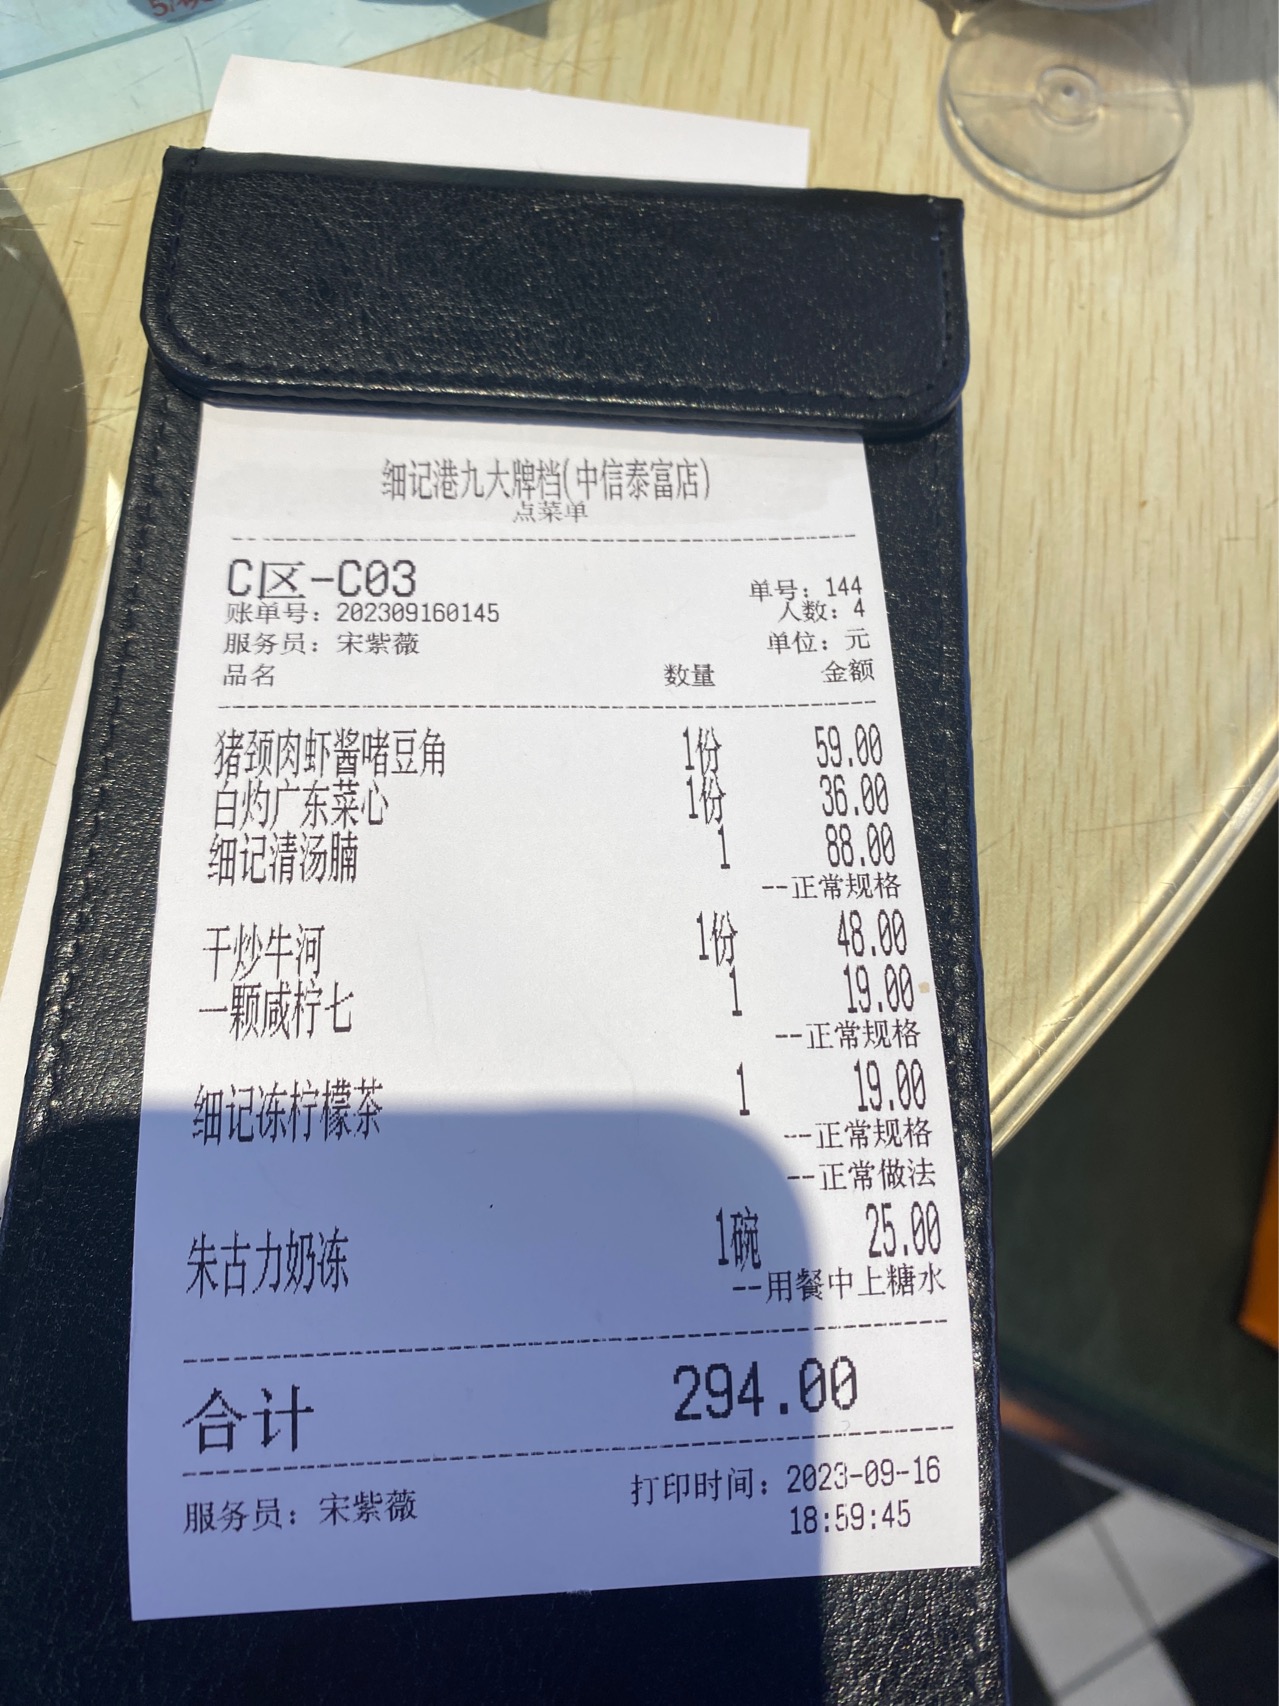 细记港九大牌档(中信泰富店)
点菜单
C区-C03
单号: 144
账单号: 202309160145
人数: 4
服务员: 宋紫薇
单位: 元
品名 数量 金额
猪颈肉虾酱啫豆角 1份 59.00
白灼广东菜心 1份 36.00
细记清汤腩 1 88.00
--正常规格
干炒牛河 1份 48.00
一颗咸柠七 1 19.00
--正常规格
细记冻柠檬茶 1 19.00
--正常规格
--正常做法
朱古力奶冻 1碗 25.00
--用餐中上糖水
合计 294.00
服务员: 宋紫薇
打印时间: 2023-09-16
18:59:45